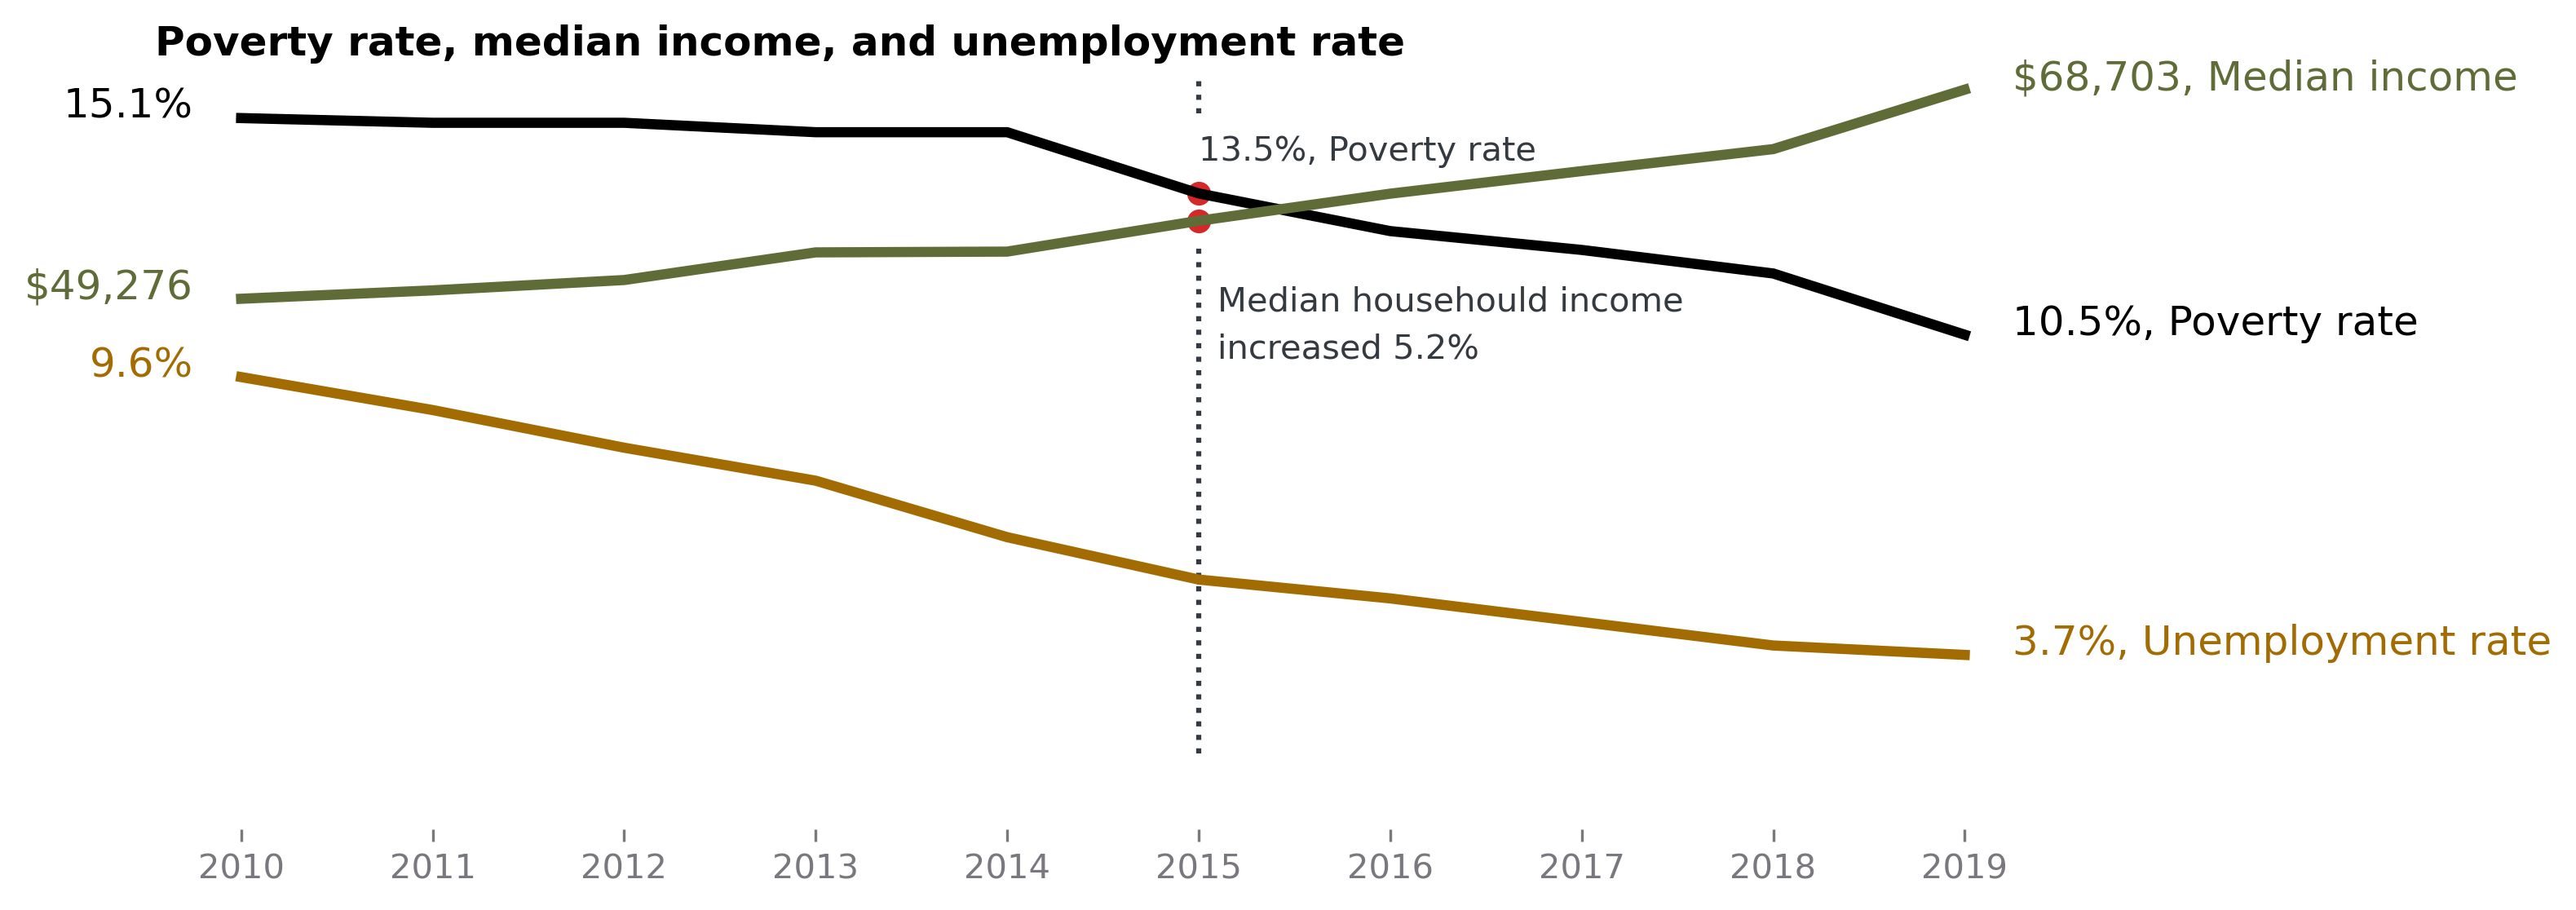 Poverty rate, median income, and unemployment rate
$68,703, Median income
15.1%
13.5%, Poverty rate
$49,276
Median househould income
increased 5.2%
10.5%, Poverty rate
9.6%
3.7%, Unemployment rate
2010 2011 2012 2013 2014 2015 2016 2017 2018 2019